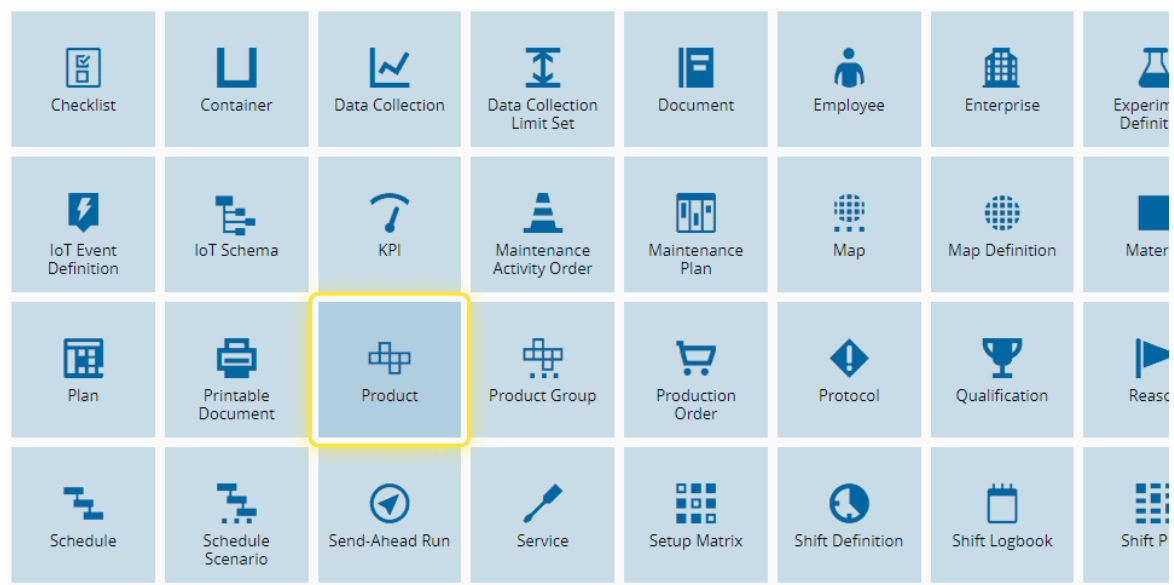 Checklist
Container
Data Collection
Data Collection
Limit Set
Document
Employee
Enterprise
IoT Event
Definition
IoT Schema
KPI
Maintenance
Activity Order
Maintenance
Plan
Map
Map Definition
Plan
Printable
Document
Product
Product Group
Production
Order
Protocol
Qualification
Schedule
Schedule
Scenario
Send-Ahead Run
Service
Setup Matrix
Shift Definition
Shift Logbook
Shift